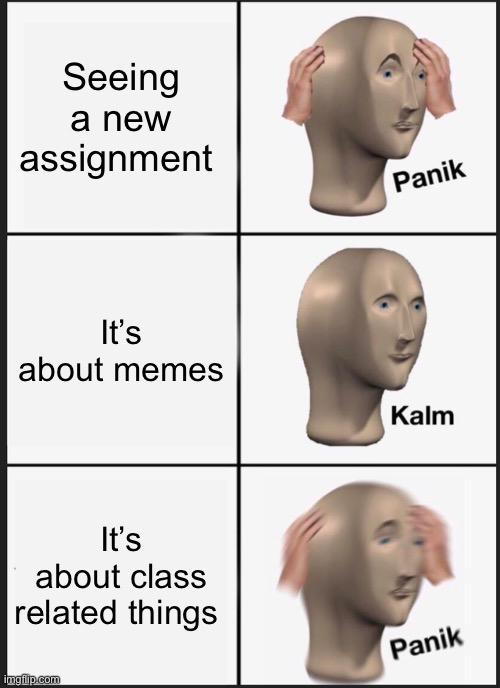 Seeing
a new
assignment
Panik
It’s
about memes
Kalm
It’s
about class
related things
Panik
imgflip.com